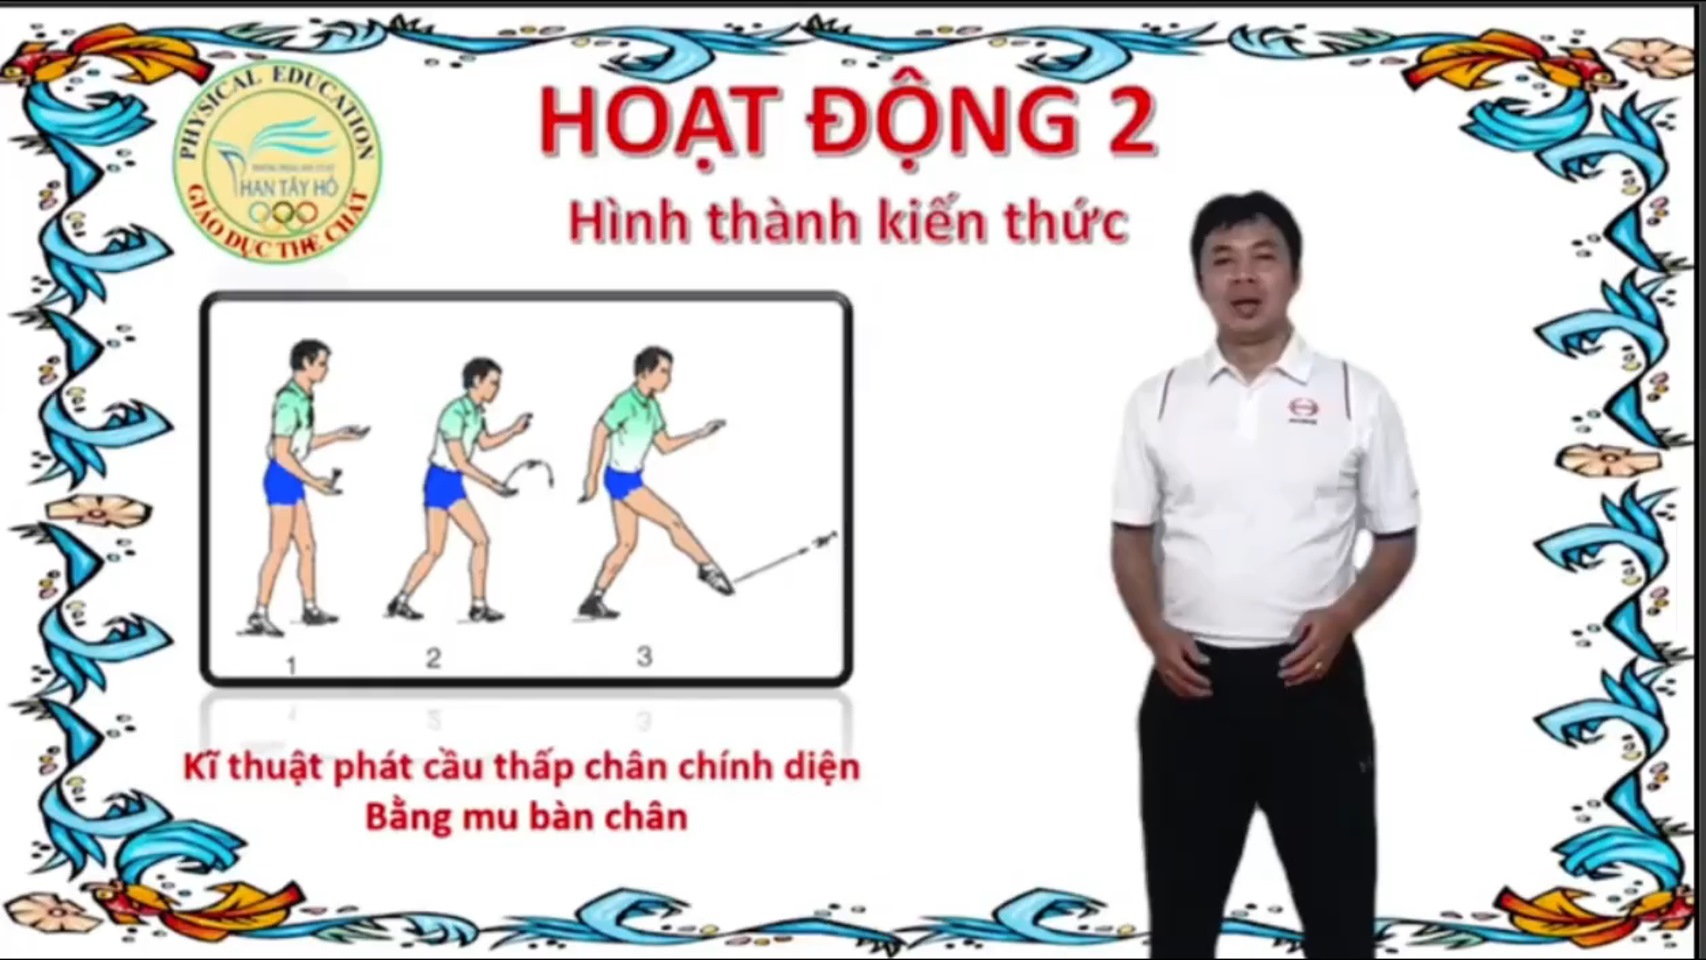 PHYSICAL EDUCATION
PHAN TÂY HỒ
GIÁO DỤC THỂ CHẤT
HOẠT ĐỘNG 2
Hình thành kiến thức
1 2 3
Kĩ thuật phát cầu thấp chân chính diện
Bằng mu bàn chân